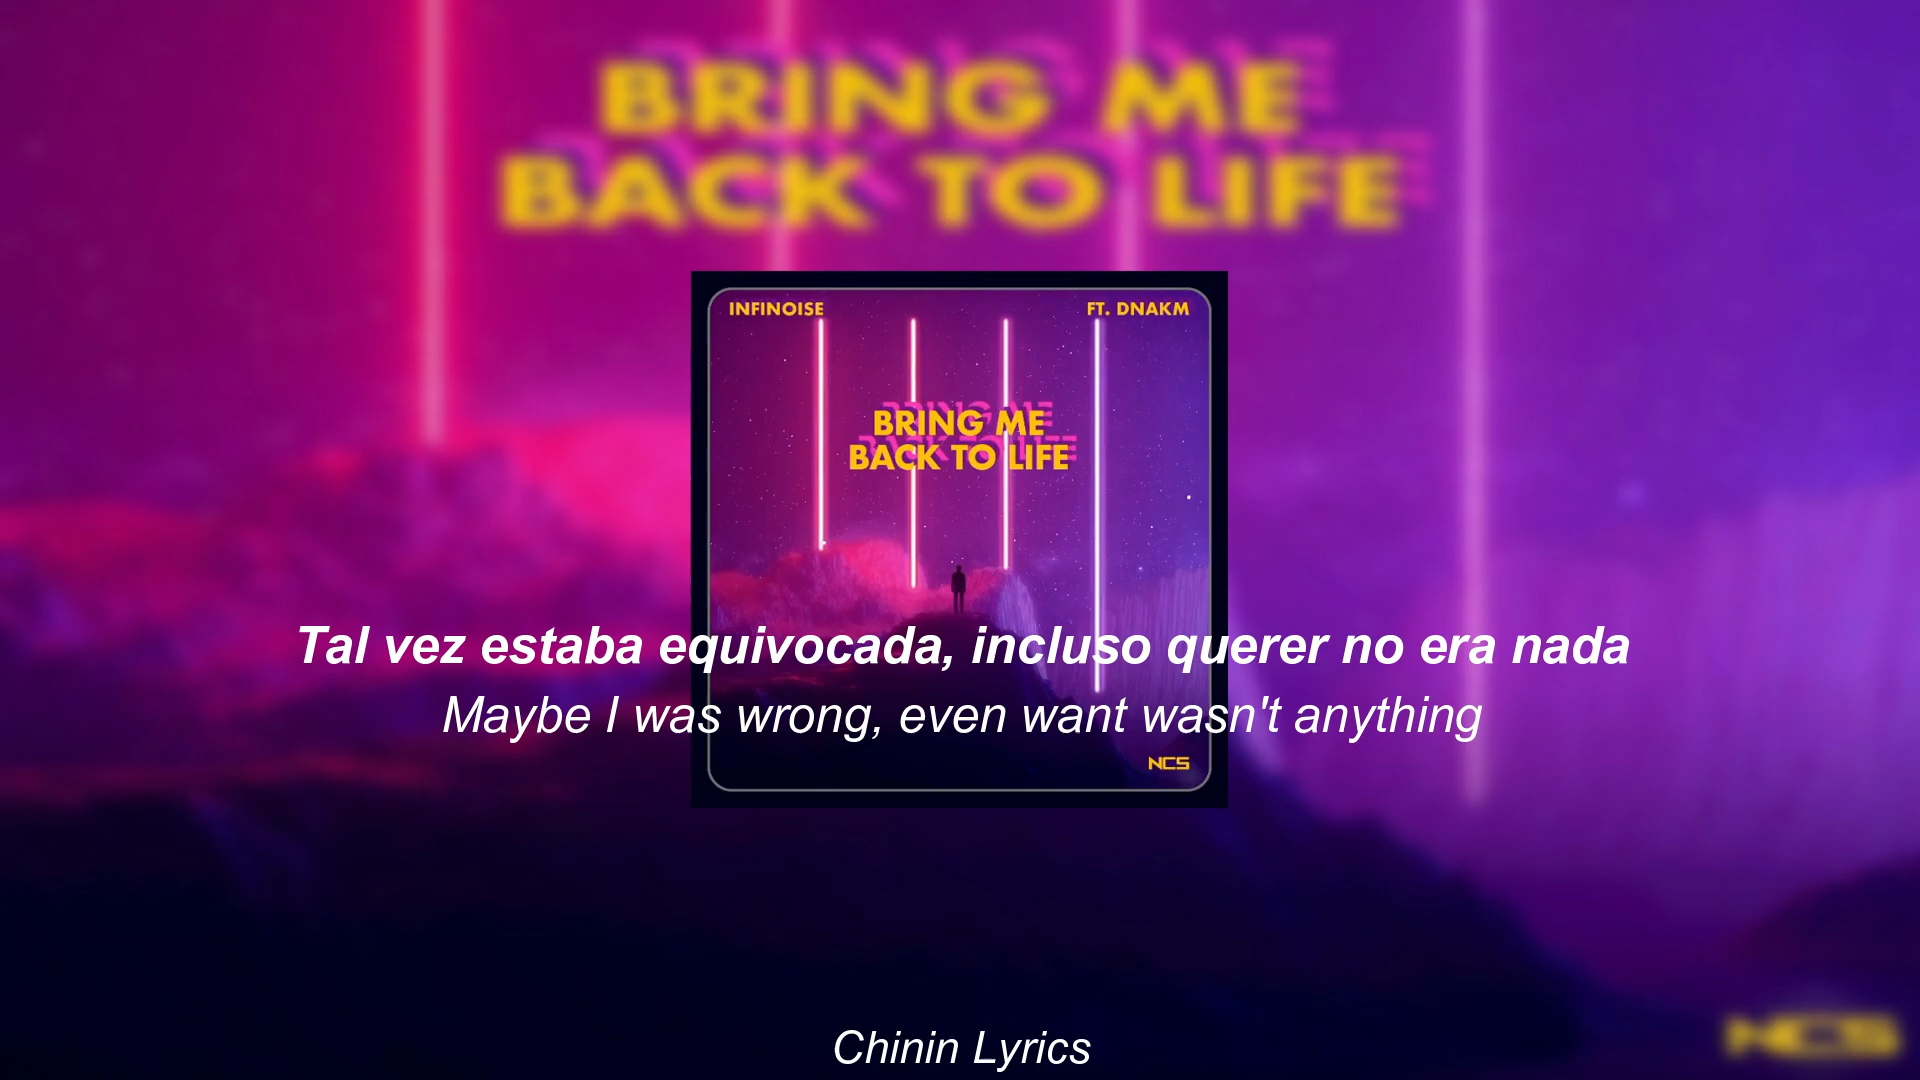 BRING ME
BACK TO LIFE
INFINOISE
FT. DNAKM
BRING ME
BACK TO LIFE
Tal vez estaba equivocada, incluso querer no era nada
Maybe I was wrong, even want wasn't anything
NCS
Chinin Lyrics
NCS